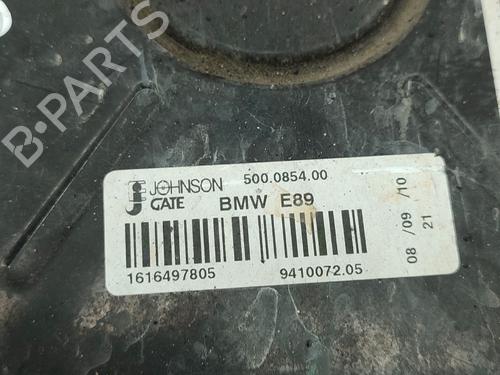 B-PARTS
JOHNSON 500.0854.00
GATE BMW E89
1616497805 9410072.05
08 /09 /10
21